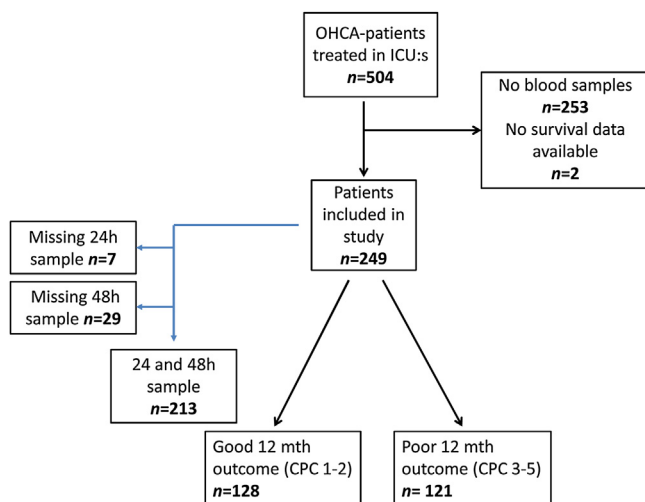 OHCA-patients
treated in ICU:s
n=504
No blood samples
n=253
No survival data
available
n=2
Patients
included in
study
n=249
Missing 24h
sample n=7
Missing 48h
sample n=29
24 and 48h
sample
n=213
Good 12 mth
outcome (CPC 1-2)
n=128
Poor 12 mth
outcome (CPC 3-5)
n= 121